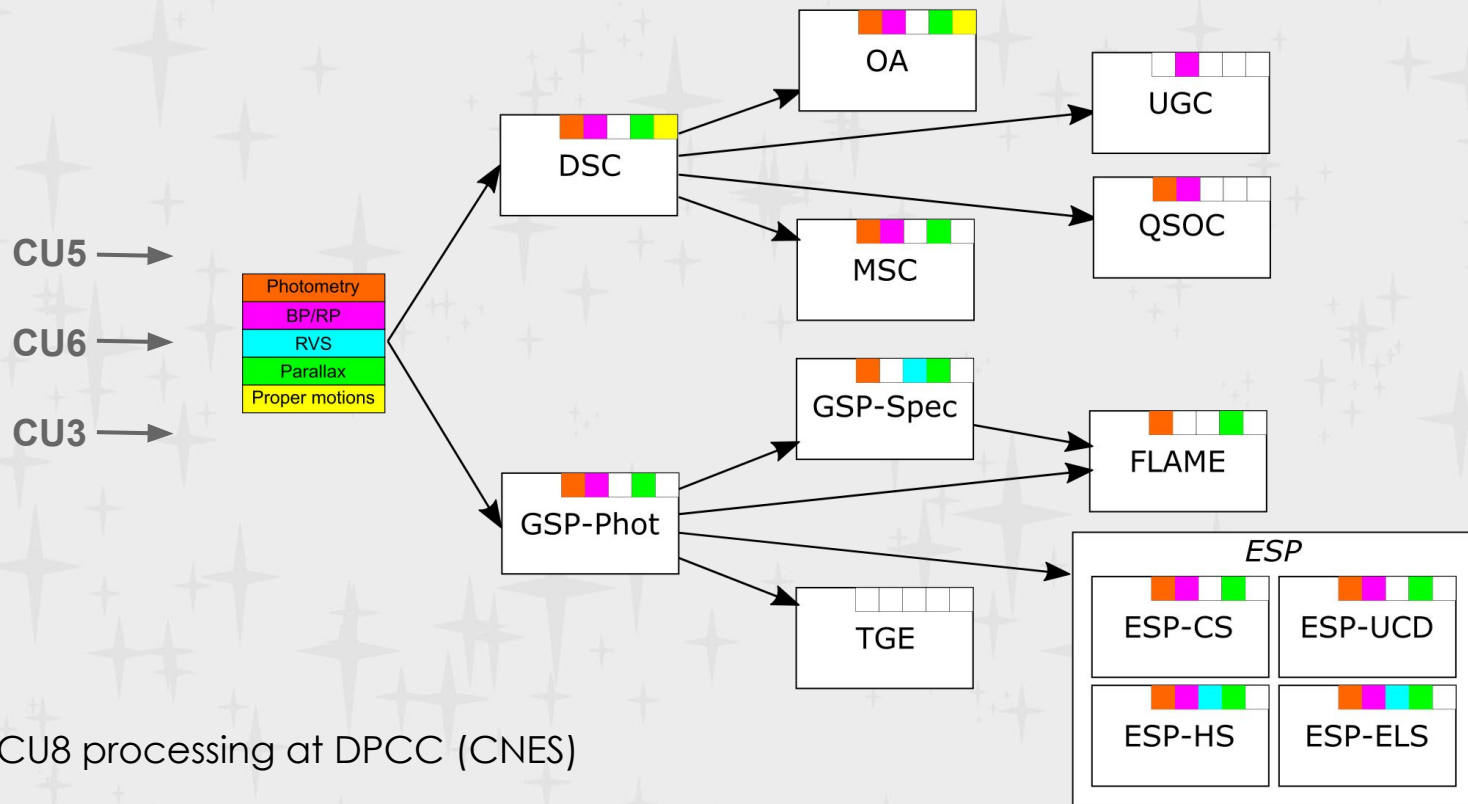 CU5
CU6
CU3
Photometry
BP/RP
RVS
Parallax
Proper motions
DSC
GSP-Phot
OA
MSC
GSP-Spec
TGE
UGC
QSOC
FLAME
ESP
ESP-CS
ESP-UCD
ESP-HS
ESP-ELS
CU8 processing at DPCC (CNES)